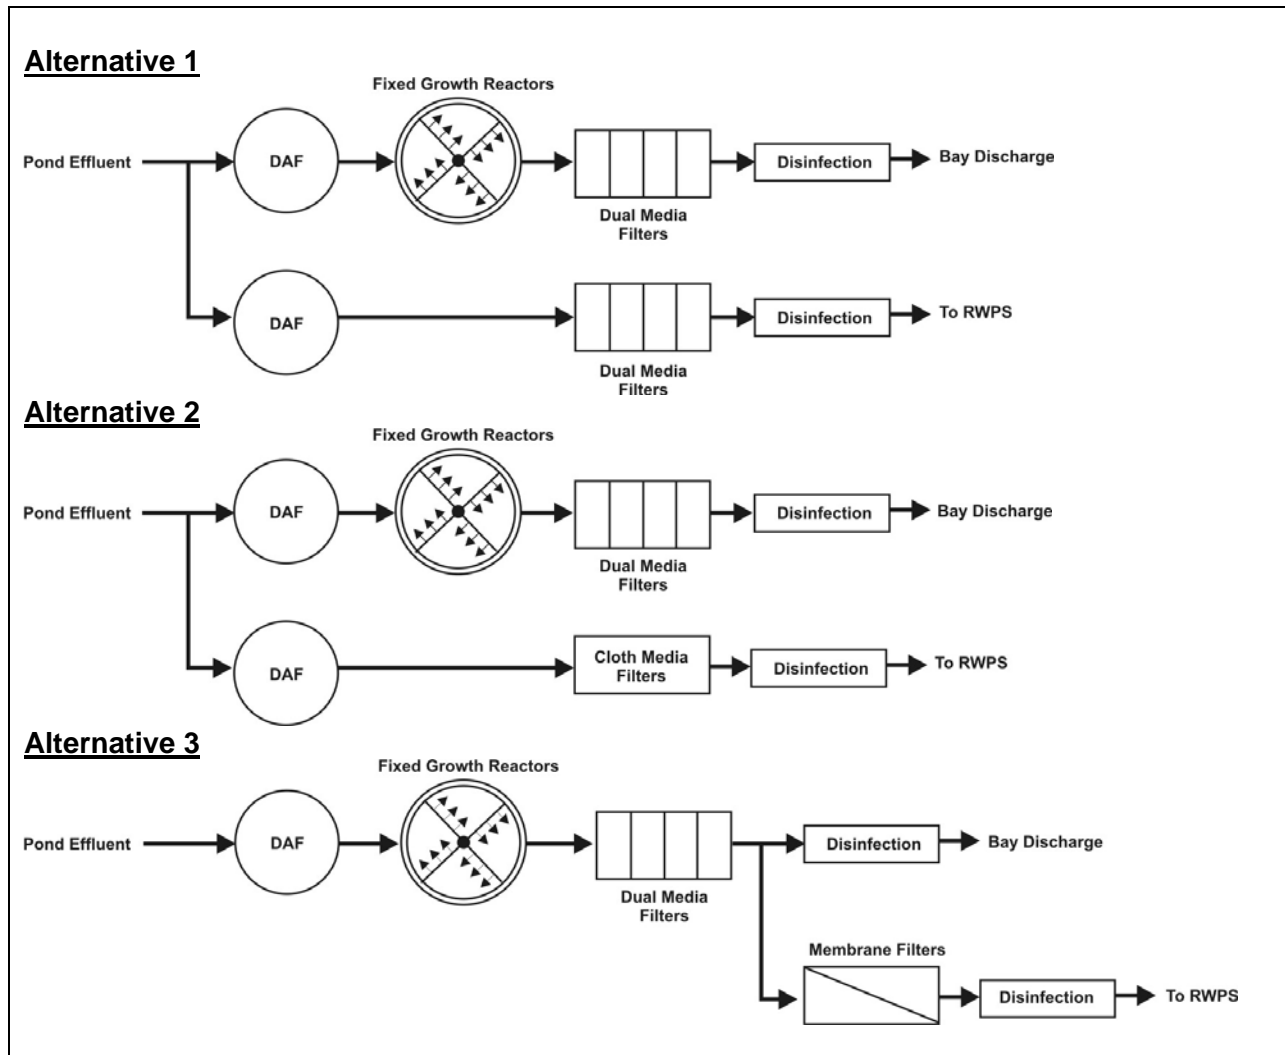 Alternative 1
Fixed Growth Reactors
Pond Effluent
DAF
Dual Media
Filters
Disinfection
Bay Discharge
DAF
Dual Media
Filters
Disinfection
To RWPS
Alternative 2
Fixed Growth Reactors
Pond Effluent
DAF
Dual Media
Filters
Disinfection
Bay Discharge
DAF
Cloth Media
Filters
Disinfection
To RWPS
Alternative 3
Fixed Growth Reactors
Pond Effluent
DAF
Dual Media
Filters
Disinfection
Bay Discharge
Membrane Filters
Disinfection
To RWPS